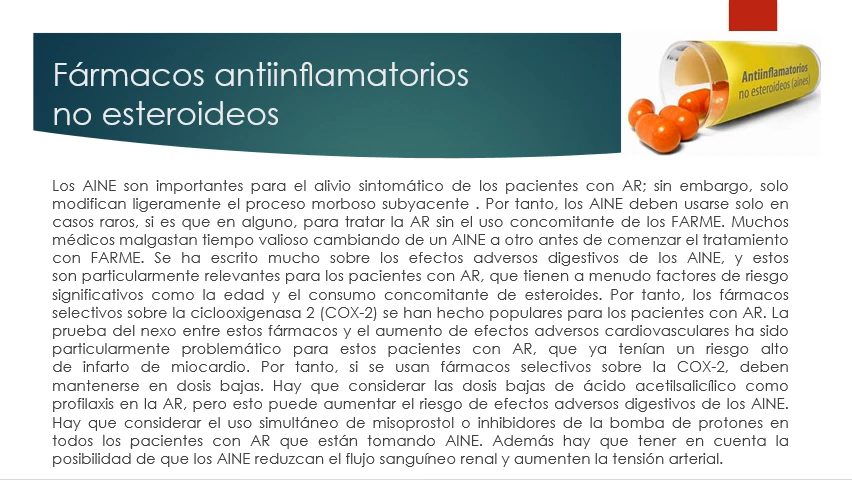 Fármacos antiinflamatorios
no esteroideos
Antiinflamatorios
no esteroideos (aines)
Los AINE son importantes para el alivio sintomático de los pacientes con AR; sin embargo, solo
modifican ligeramente el proceso morboso subyacente . Por tanto, los AINE deben usarse solo en
casos raros, si es que en alguno, para tratar la AR sin el uso concomitante de los FARME. Muchos
médicos malgastan tiempo valioso cambiando de un AINE a otro antes de comenzar el tratamiento
con FARME. Se ha escrito mucho sobre los efectos adversos digestivos de los AINE, y estos
son particularmente relevantes para los pacientes con AR, que tienen a menudo factores de riesgo
significativos como la edad y el consumo concomitante de esteroides. Por tanto, los fármacos
selectivos sobre la ciclooxigenasa 2 (COX-2) se han hecho populares para los pacientes con AR. La
prueba del nexo entre estos fármacos y el aumento de efectos adversos cardiovasculares ha sido
particularmente problemático para estos pacientes con AR, que ya tenían un riesgo alto
de infarto de miocardio. Por tanto, si se usan fármacos selectivos sobre la COX-2, deben
mantenerse en dosis bajas. Hay que considerar las dosis bajas de ácido acetilsalicílico como
profilaxis en la AR, pero esto puede aumentar el riesgo de efectos adversos digestivos de los AINE.
Hay que considerar el uso simultáneo de misoprostol o inhibidores de la bomba de protones en
todos los pacientes con AR que están tomando AINE. Además hay que tener en cuenta la
posibilidad de que los AINE reduzcan el flujo sanguíneo renal y aumenten la tensión arterial.